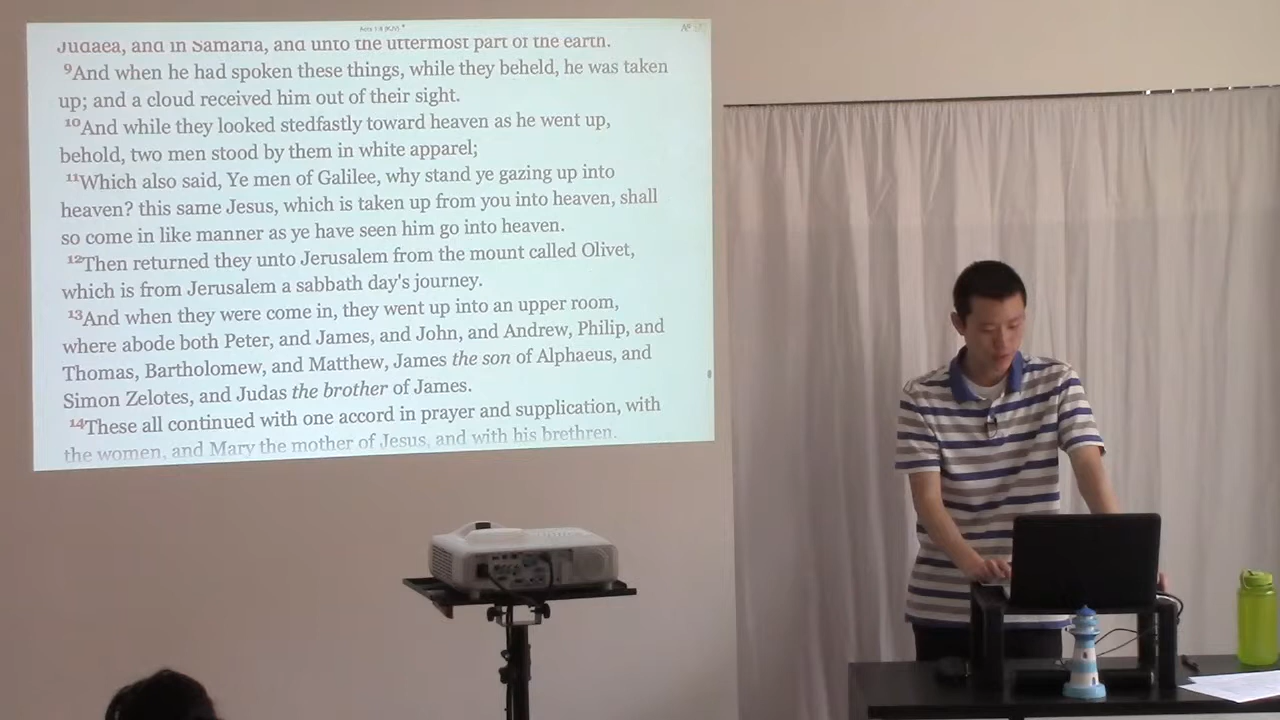 Acts 1:8 (KJV)
Judaea, and in Samaria, and unto the uttermost part of the earth.
9And when he had spoken these things, while they beheld, he was taken
up; and a cloud received him out of their sight.
10And while they looked stedfastly toward heaven as he went up,
behold, two men stood by them in white apparel;
11Which also said, Ye men of Galilee, why stand ye gazing up into
heaven? this same Jesus, which is taken up from you into heaven, shall
so come in like manner as ye have seen him go into heaven.
12Then returned they unto Jerusalem from the mount called Olivet,
which is from Jerusalem a sabbath day's journey.
13And when they were come in, they went up into an upper room,
where abode both Peter, and James, and John, and Andrew, Philip, and
Thomas, Bartholomew, and Matthew, James the son of Alphaeus, and
Simon Zelotes, and Judas the brother of James.
14These all continued with one accord in prayer and supplication, with
the women, and Mary the mother of Jesus, and with his brethren.